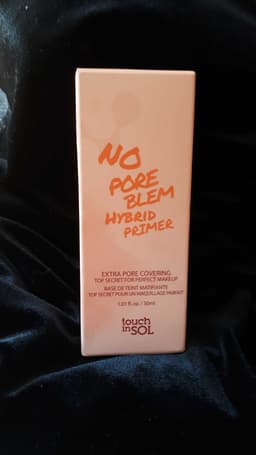 NO
PORE
BLEM
HYBRID
PRIMER
EXTRA PORE COVERING
TOP SECRET FOR PERFECT MAKEUP
BASE DE TEINT MATIFIANTE
TOP SECRET POUR UN MAQUILLAGE PARFAIT
1.01 fl. oz. / 30ml
touch
in SOL